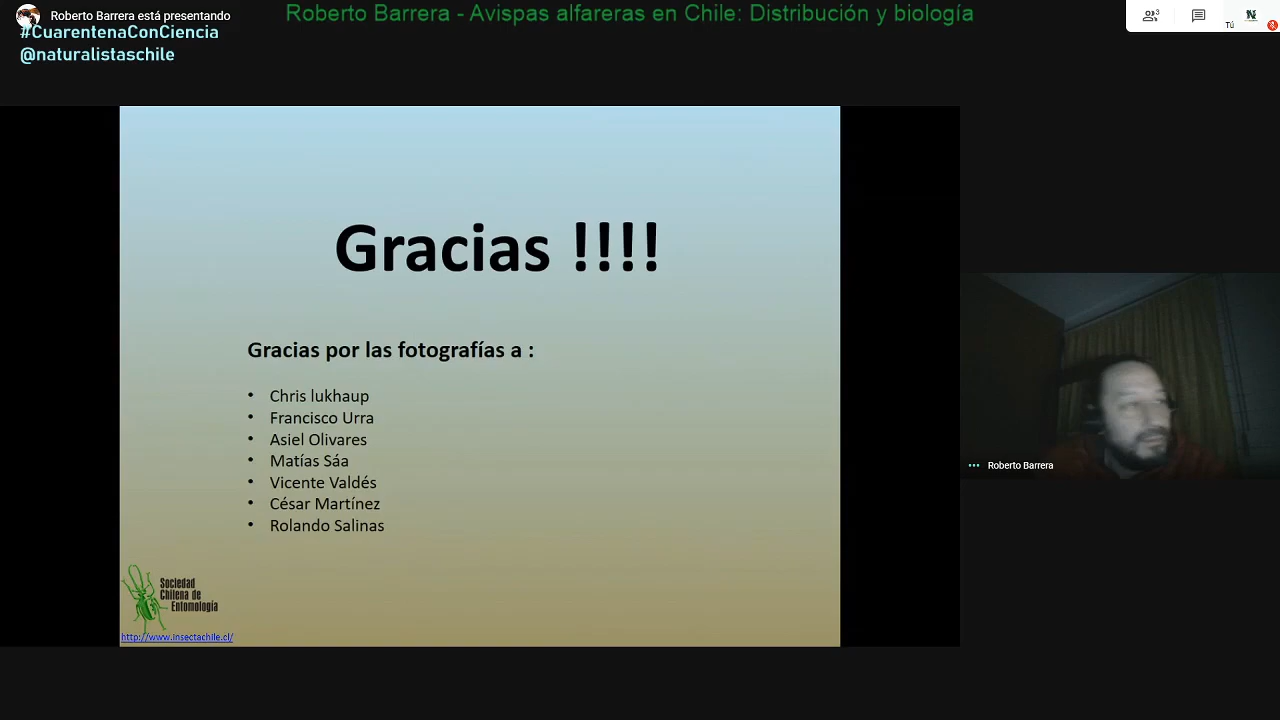 Roberto Barrera está presentando
Roberto Barrera - Avispas alfareras en Chile: Distribución y biología
#CuarentenaConCiencia
@naturalistaschile
3
Tú
Gracias !!!!
Gracias por las fotografías a :
• Chris lukhaup
• Francisco Urra
• Asiel Olivares
• Matías Sáa
• Vicente Valdés
• César Martínez
• Rolando Salinas
Sociedad
Chilena de
Entomología
http://www.insectachile.cl/
Roberto Barrera